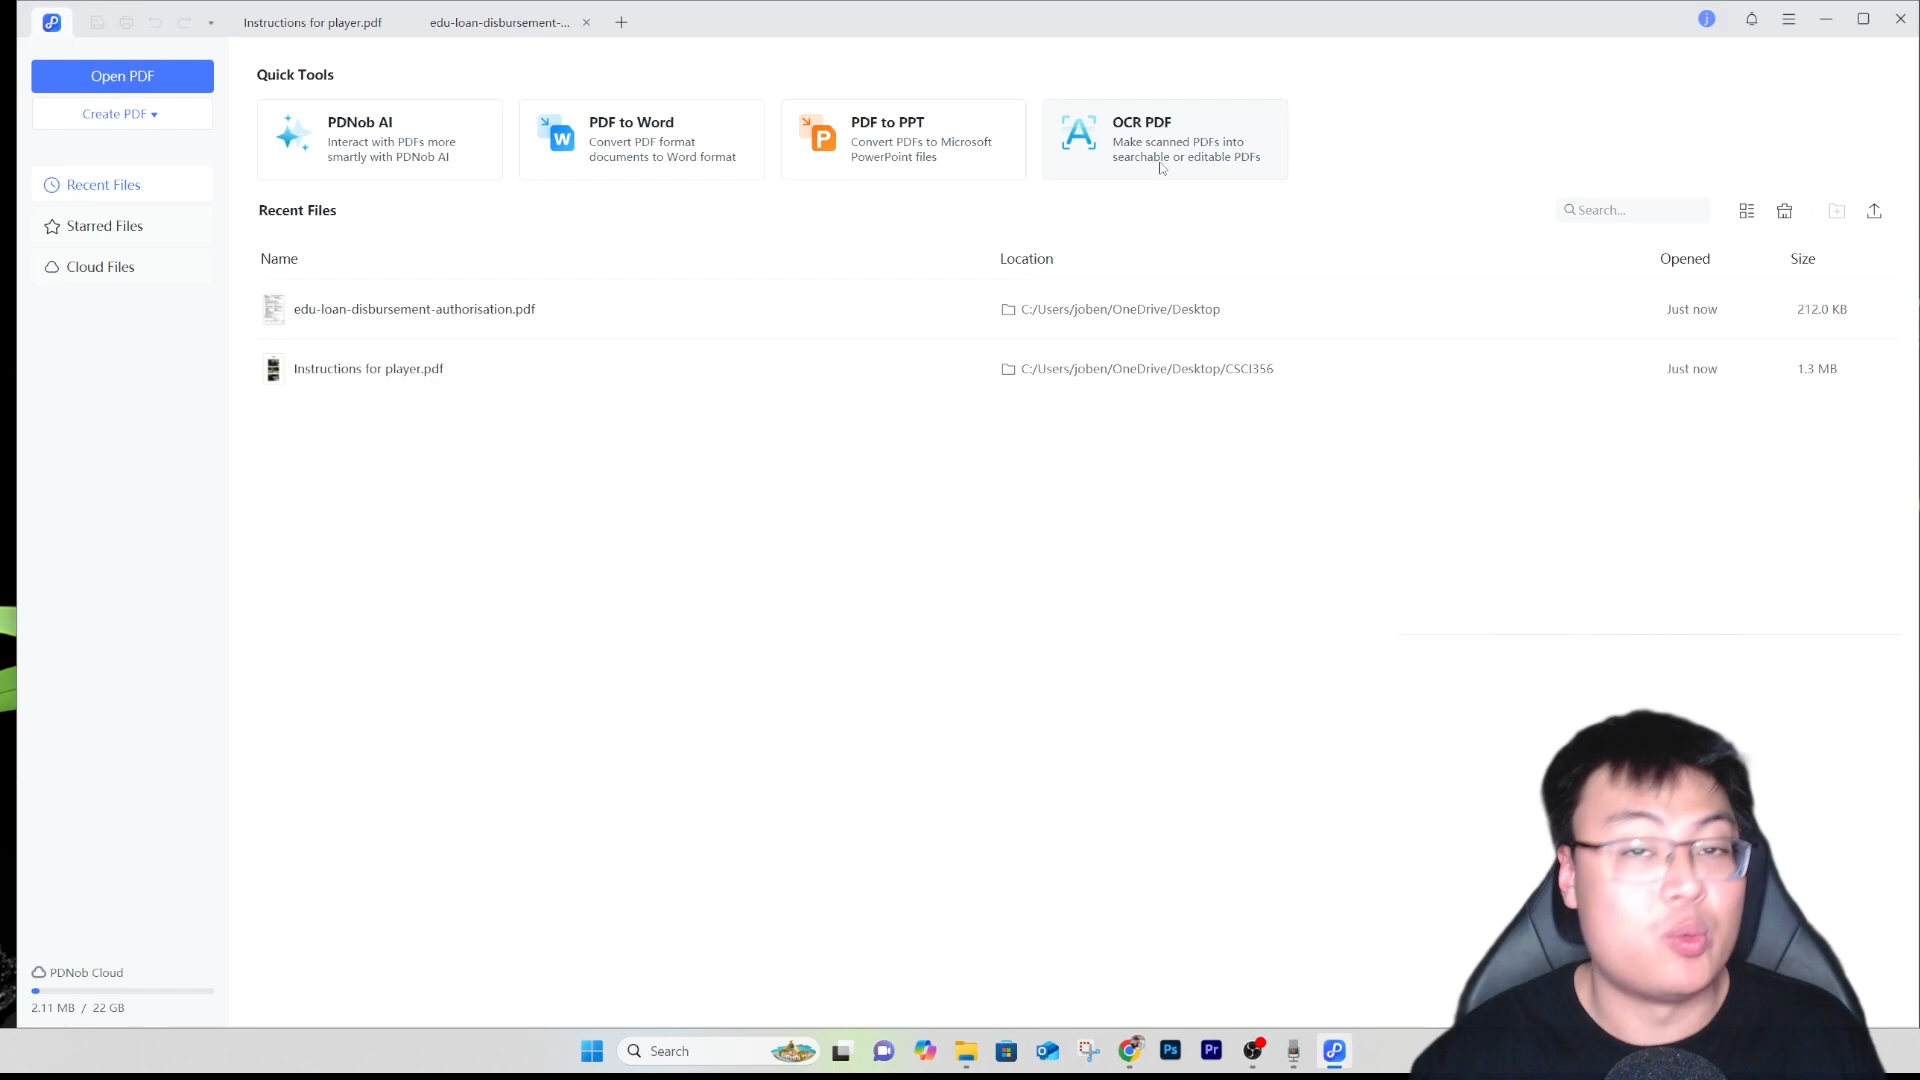 Instructions for player.pdf
edu-loan-disbursement-...
Open PDF
Create PDF
Recent Files
Starred Files
Cloud Files
Quick Tools
PDNob AI
Interact with PDFs more
smartly with PDNob AI
PDF to Word
Convert PDF format
documents to Word format
PDF to PPT
Convert PDFs to Microsoft
PowerPoint files
OCR PDF
Make scanned PDFs into
searchable or editable PDFs
Recent Files
Search...
Name Location Opened Size
edu-loan-disbursement-authorisation.pdf C:/Users/joben/OneDrive/Desktop Just now 212.0 KB
Instructions for player.pdf C:/Users/joben/OneDrive/Desktop/CSCI356 Just now 1.3 MB
PDNob Cloud
2.11 MB / 22 GB
Search
Ps
Pr